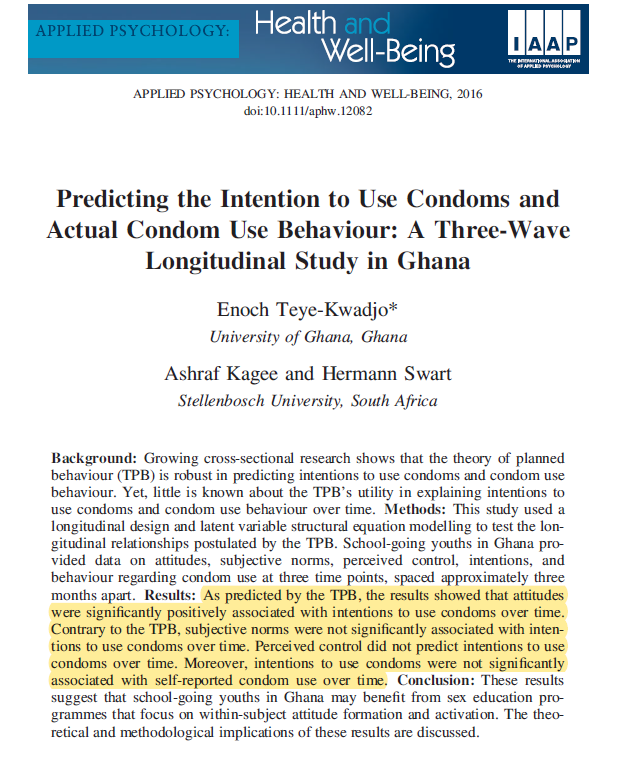 APPLIED PSYCHOLOGY:
Health and
Well-Being
IAAP
THE INTERNATIONAL ASSOCIATION
OF APPLIED PSYCHOLOGY
APPLIED PSYCHOLOGY: HEALTH AND WELL-BEING, 2016
doi:10.1111/aphw.12082
Predicting the Intention to Use Condoms and
Actual Condom Use Behaviour: A Three-Wave
Longitudinal Study in Ghana
Enoch Teye-Kwadjo*
University of Ghana, Ghana
Ashraf Kagee and Hermann Swart
Stellenbosch University, South Africa
Background: Growing cross-sectional research shows that the theory of planned
behaviour (TPB) is robust in predicting intentions to use condoms and condom use
behaviour. Yet, little is known about the TPB's utility in explaining intentions to
use condoms and condom use behaviour over time. Methods: This study used a
longitudinal design and latent variable structural equation modelling to test the lon-
gitudinal relationships postulated by the TPB. School-going youths in Ghana pro-
vided data on attitudes, subjective norms, perceived control, intentions, and
behaviour regarding condom use at three time points, spaced approximately three
months apart. Results: As predicted by the TPB, the results showed that attitudes
were significantly positively associated with intentions to use condoms over time.
Contrary to the TPB, subjective norms were not significantly associated with inten-
tions to use condoms over time. Perceived control did not predict intentions to use
condoms over time. Moreover, intentions to use condoms were not significantly
associated with self-reported condom use over time. Conclusion: These results
suggest that school-going youths in Ghana may benefit from sex education pro-
grammes that focus on within-subject attitude formation and activation. The theo-
retical and methodological implications of these results are discussed.